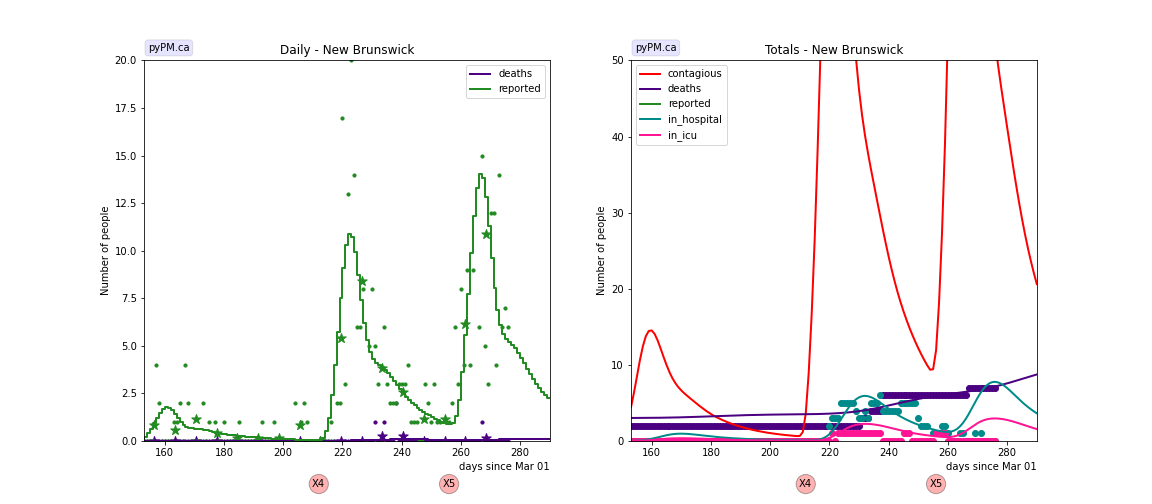 pyPM.ca
Daily - New Brunswick
20.0
17.5
15.0
12.5
10.0
7.5
5.0
2.5
0.0
Number of people
deaths
reported
160
180
200
220
240
260
280
days since Mar 01
X4
X5
pyPM.ca
Totals - New Brunswick
50
40
30
20
10
0
Number of people
contagious
deaths
reported
in_hospital
in_icu
160
180
200
220
240
260
280
days since Mar 01
X4
X5